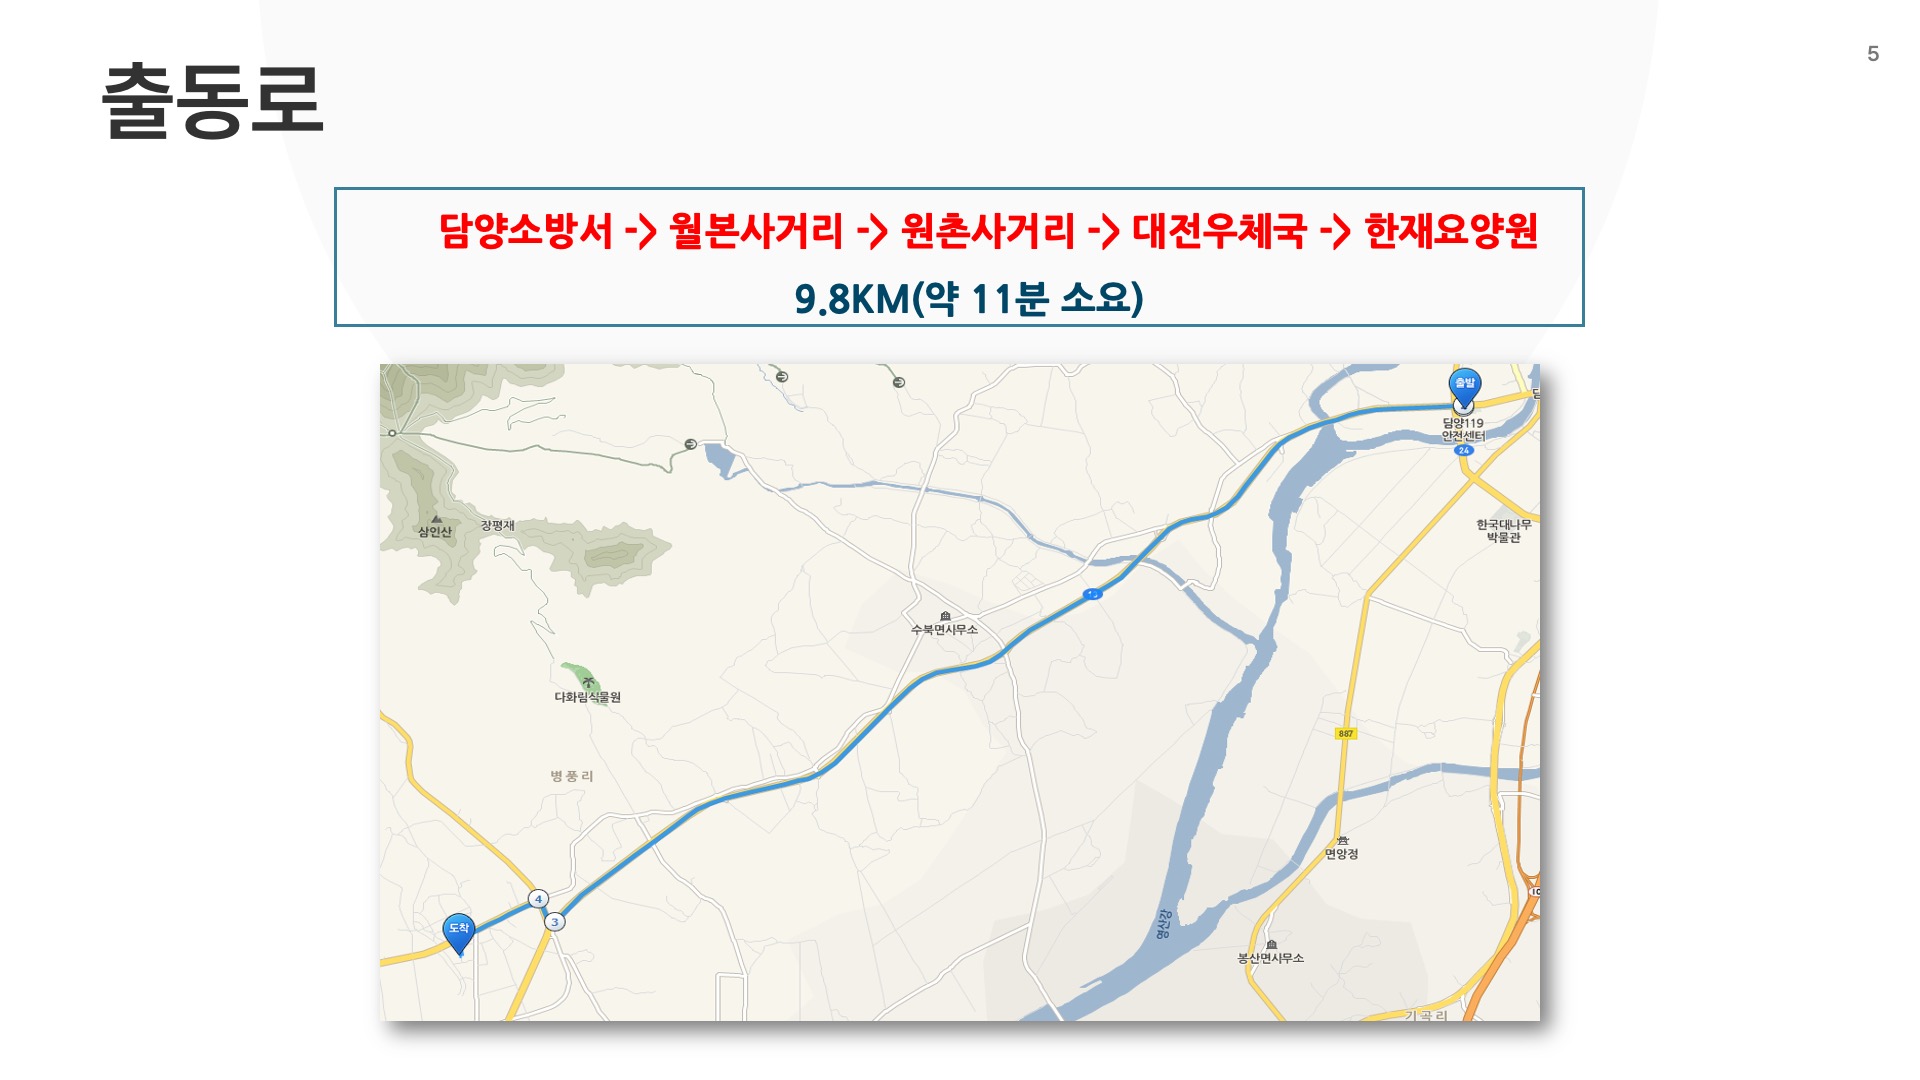 5
출동로
담양소방서 -> 월본사거리 -> 원촌사거리 -> 대전우체국 -> 한재요양원
9.8KM(약 11분 소요)
출발
담양119
안전센터
24
삼인산
장평재
한국대나무
박물관
수북면사무소
다화림식물원
887
병풍리
면앙정
4
3
도착
영산강
봉산면사무소
기곡리